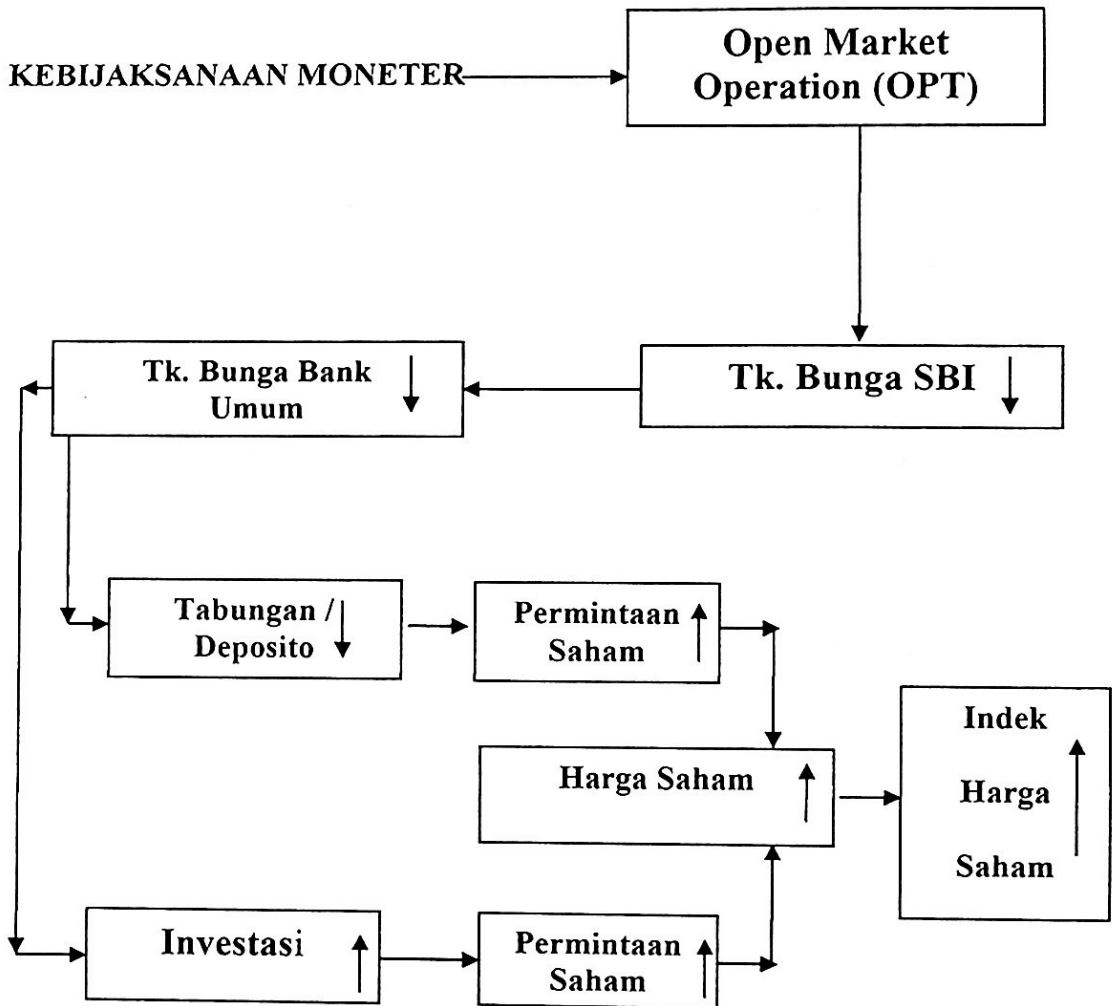 KEBIJAKSANAAN MONETER
Open Market
Operation (OPT)
Tk. Bunga Bank
Umum
Tk. Bunga SBI
Tabungan /
Deposito
Permintaan
Saham
Harga Saham
Indek
Harga
Saham
Investasi
Permintaan
Saham